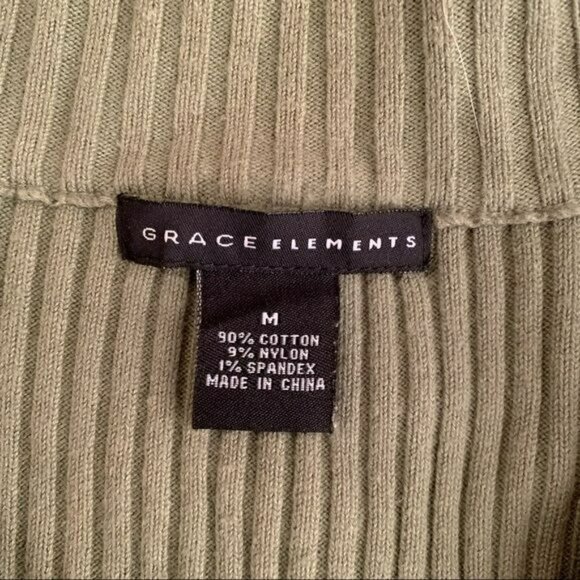 GRACE ELEMENTS
M
90% COTTON
9% NYLON
1% SPANDEX
MADE IN CHINA